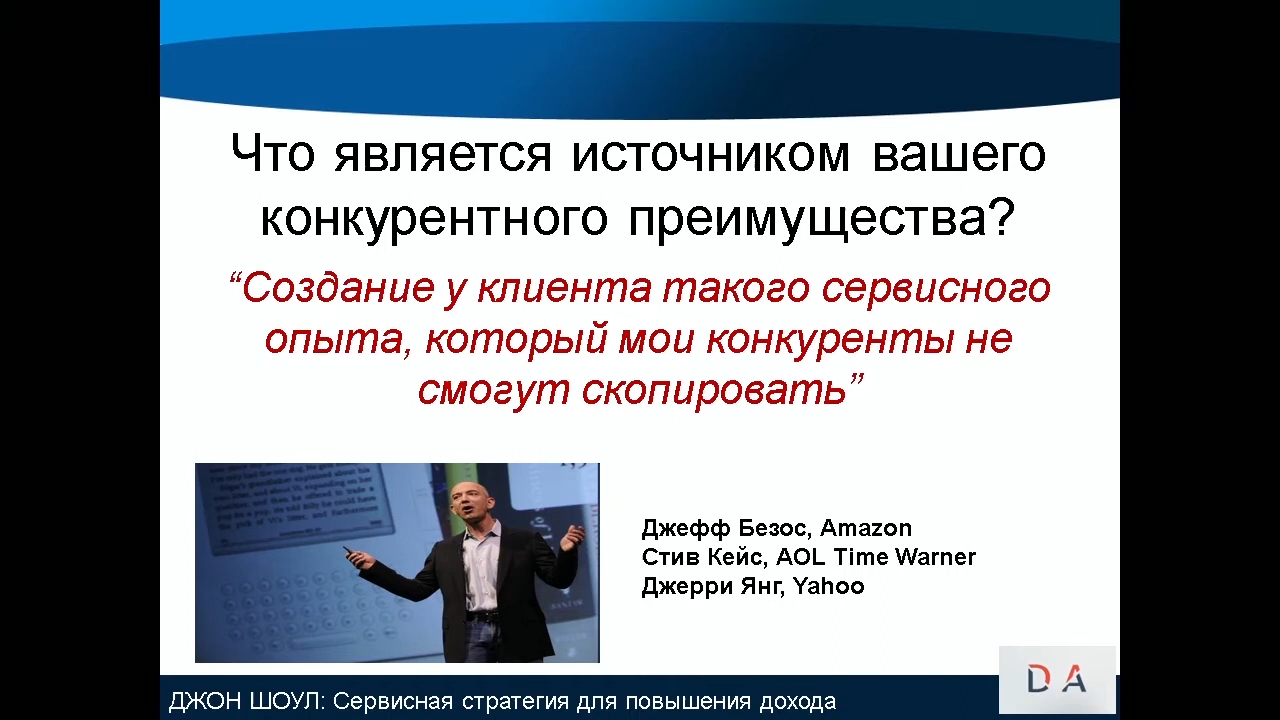 Что является источником вашего
конкурентного преимущества?
“Создание у клиента такого сервисного
опыта, который мои конкуренты не
смогут скопировать”
Джефф Безос, Amazon
Стив Кейс, AOL Time Warner
Джерри Янг, Yahoo
ДЖОН ШОУЛ: Сервисная стратегия для повышения дохода
DA